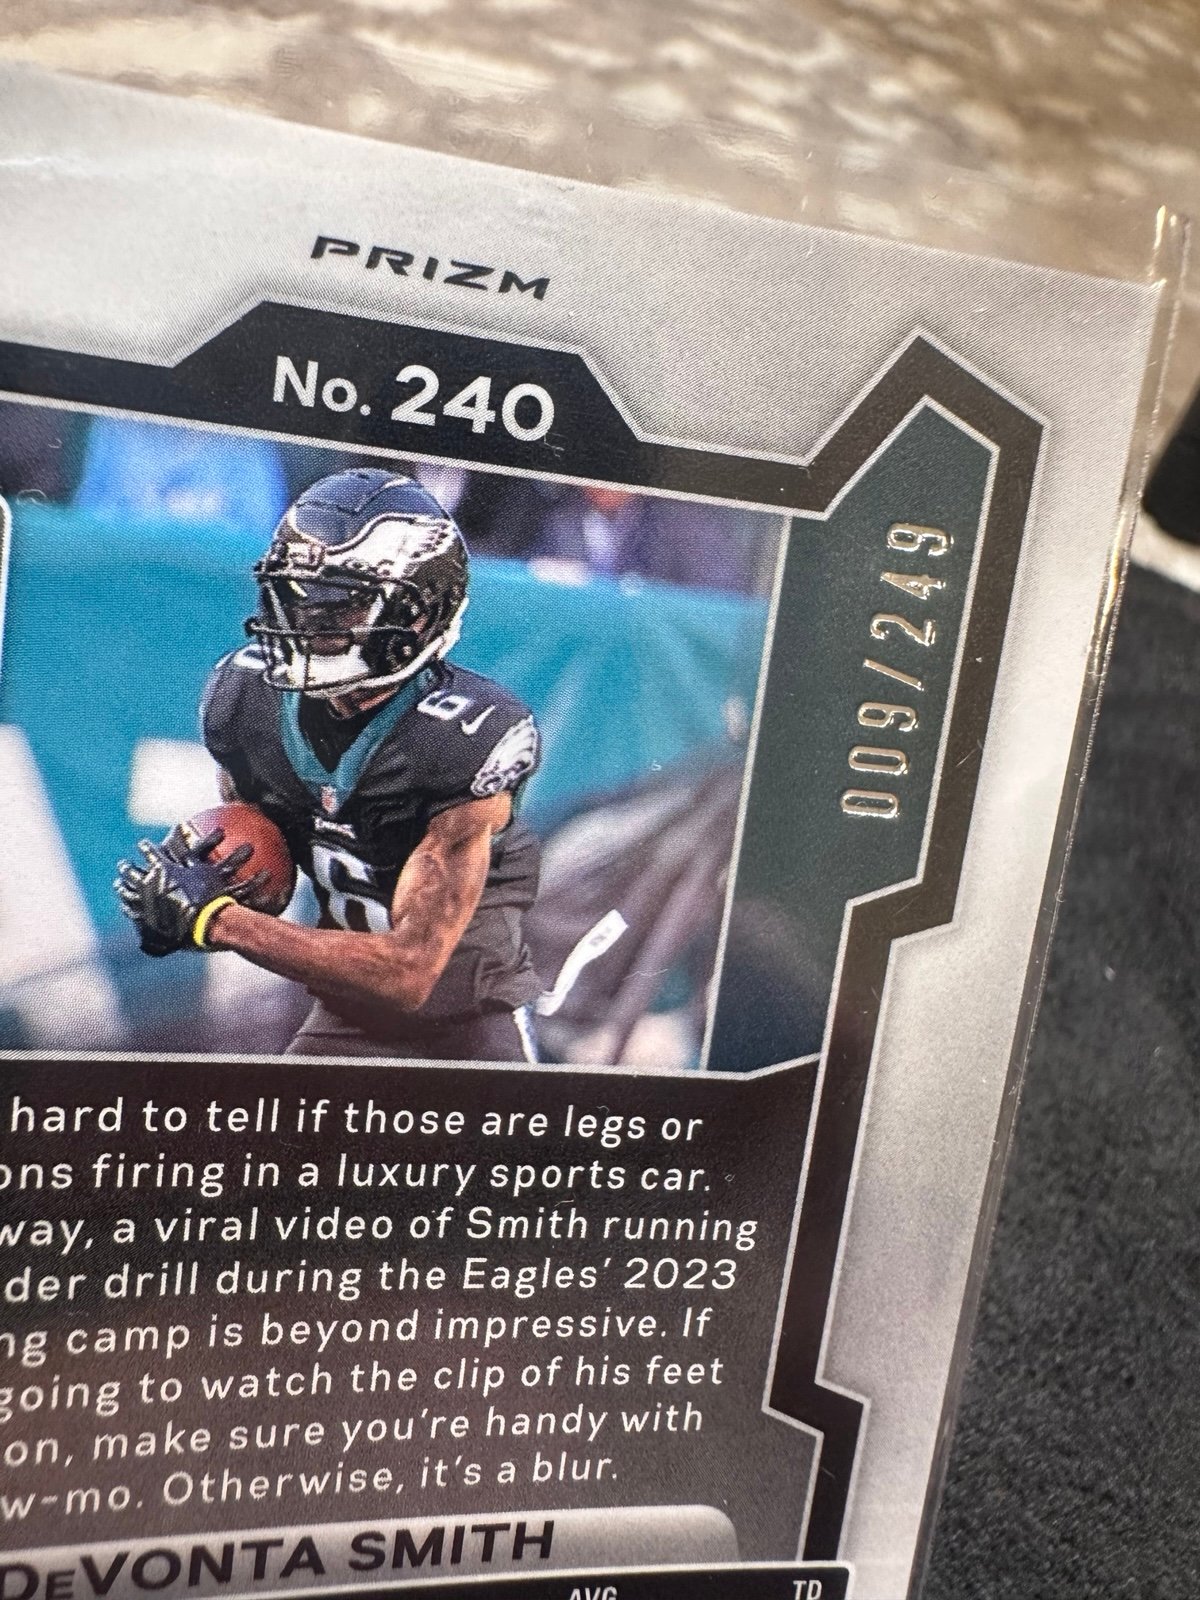 PRIZM
No. 240
009/249
6
6
hard to tell if those are legs or
ons firing in a luxury sports car.
way, a viral video of Smith running
der drill during the Eagles' 2023
ng camp is beyond impressive. If
going to watch the clip of his feet
on, make sure you're handy with
w-mo. Otherwise, it's a blur.
DEVONTA SMITH
AVG TD